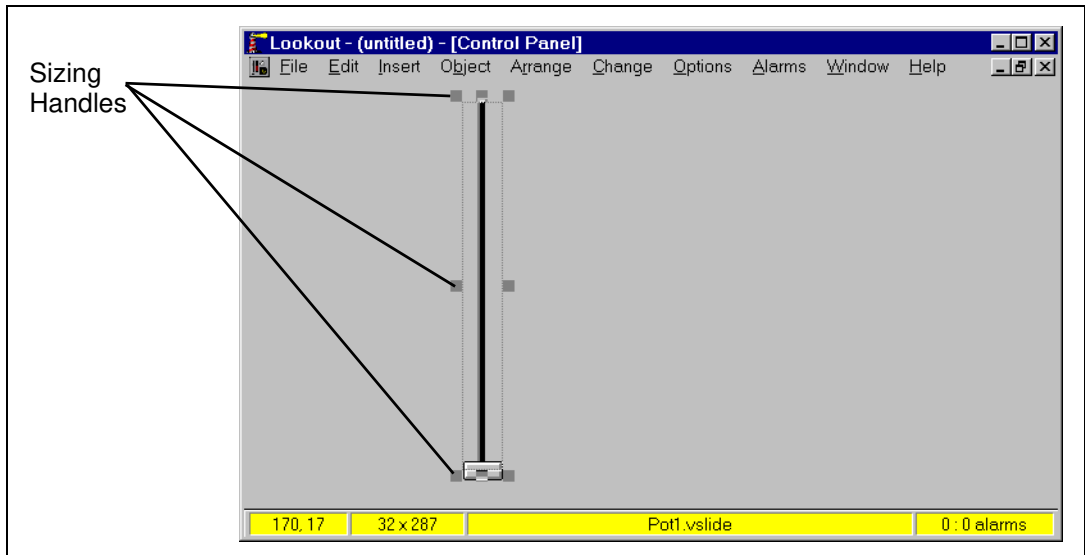 Lookout - (untitled) - [Control Panel]
File Edit Insert Object Arrange Change Options Alarms Window Help
Sizing
Handles
170, 17 32 x 287 Pot1.vslide 0 : 0 alarms